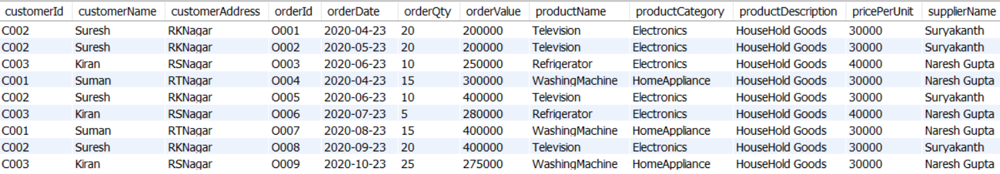 customerId customerName customerAddress orderId orderDate orderQty orderValue productName productCategory productDescription pricePerUnit supplierName
C002 Suresh RKNagar O001 2020-04-23 20 200000 Television Electronics HouseHold Goods 30000 Suryakanth
C002 Suresh RKNagar O002 2020-05-23 20 200000 Television Electronics HouseHold Goods 30000 Suryakanth
C003 Kiran RSNagar O003 2020-06-23 10 250000 Refrigerator Electronics HouseHold Goods 40000 Naresh Gupta
C001 Suman RTNagar O004 2020-04-23 15 300000 WashingMachine HomeAppliance HouseHold Goods 30000 Naresh Gupta
C002 Suresh RKNagar O005 2020-06-23 10 400000 Television Electronics HouseHold Goods 30000 Suryakanth
C003 Kiran RSNagar O006 2020-07-23 5 280000 Refrigerator Electronics HouseHold Goods 40000 Naresh Gupta
C001 Suman RTNagar O007 2020-08-23 15 400000 WashingMachine HomeAppliance HouseHold Goods 30000 Naresh Gupta
C002 Suresh RKNagar O008 2020-09-23 20 400000 Television Electronics HouseHold Goods 30000 Suryakanth
C003 Kiran RSNagar O009 2020-10-23 25 275000 WashingMachine HomeAppliance HouseHold Goods 30000 Naresh Gupta